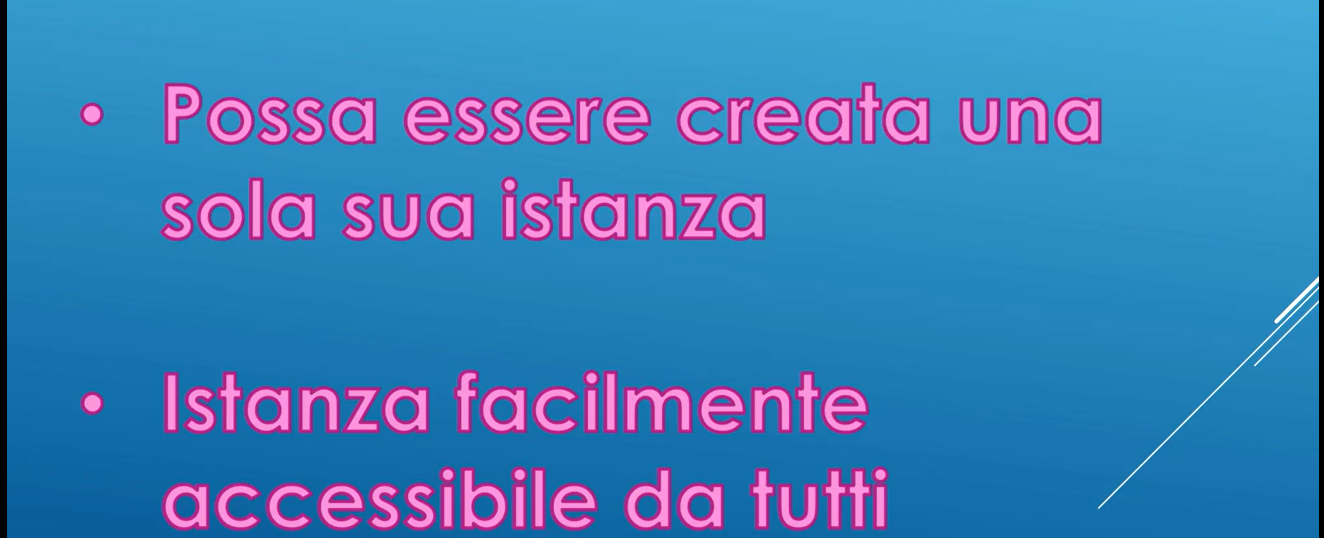 • Possa essere creata una
sola sua istanza
• Istanza facilmente
accessibile da tutti